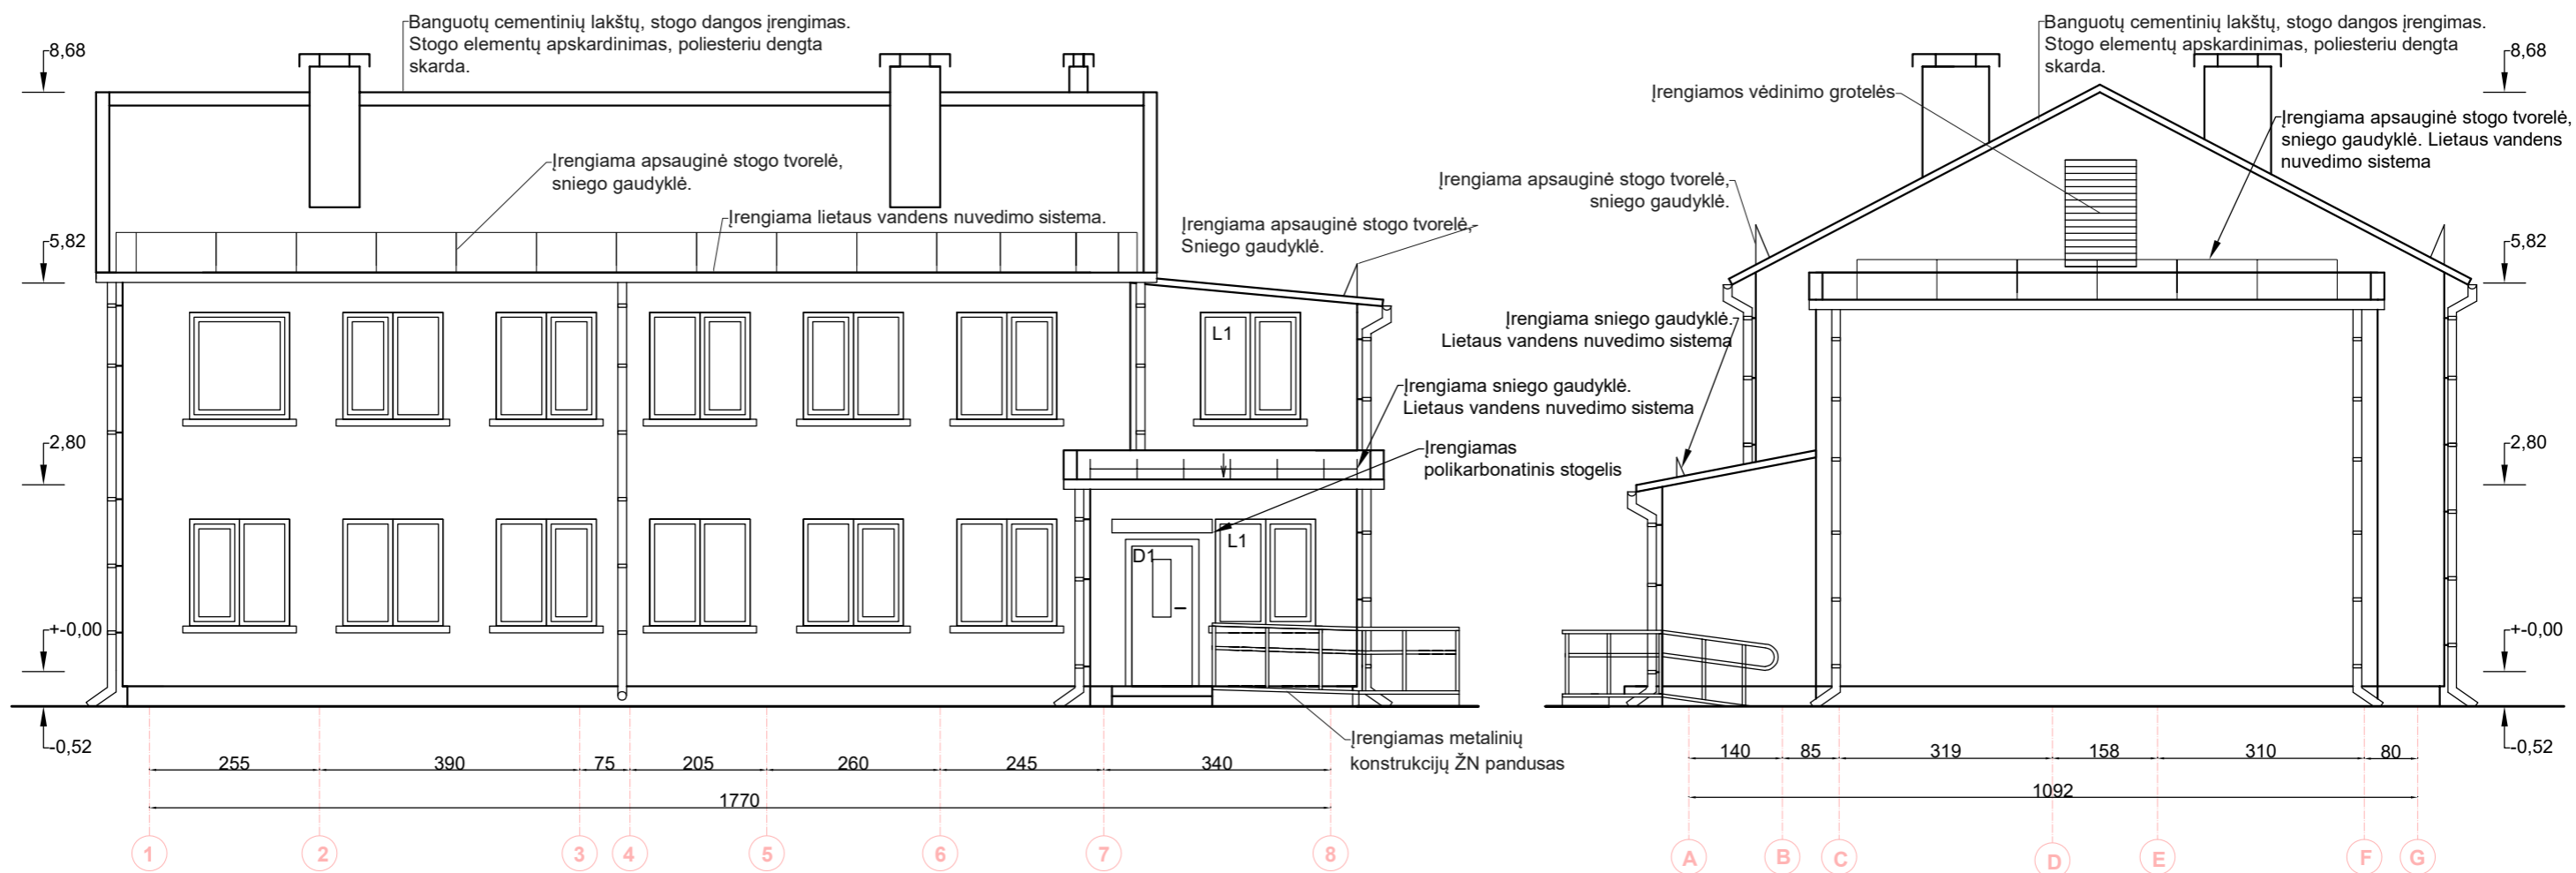 Banguotų cementinių lakštų, stogo dangos įrengimas.
Stogo elementų apskardinimas, poliesteriu dengta
skarda.
8,68
Įrengiama apsauginė stogo tvorelė,
sniego gaudyklė.
Įrengiama lietaus vandens nuvedimo sistema.
5,82
Įrengiama apsauginė stogo tvorelė,
Sniego gaudyklė.
L1
Įrengiama sniego gaudyklė.
Lietaus vandens nuvedimo sistema
2,80
Įrengiamas
polikarbonatinis stogelis
D1
L1
+-0,00
-0,52
Įrengiamas metalinių
konstrukcijų ŽN pandusas
255
390
75
205
260
245
340
1770
1
2
3
4
5
6
7
8
Banguotų cementinių lakštų, stogo dangos įrengimas.
Stogo elementų apskardinimas, poliesteriu dengta
skarda.
8,68
Įrengiamos vėdinimo grotelės
Įrengiama apsauginė stogo tvorelė,
sniego gaudyklė. Lietaus vandens
nuvedimo sistema
Įrengiama apsauginė stogo tvorelė,
sniego gaudyklė.
5,82
Įrengiama sniego gaudyklė.
Lietaus vandens nuvedimo sistema
2,80
+-0,00
-0,52
140
85
319
158
310
80
1092
A
B
C
D
E
F
G